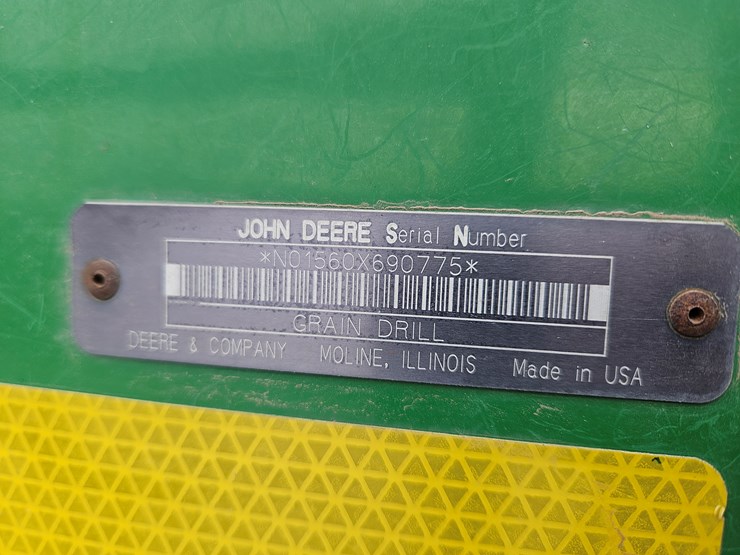 JOHN DEERE Serial Number
*N01560X690775*
GRAIN DRILL
DEERE & COMPANY MOLINE, ILLINOIS Made in USA